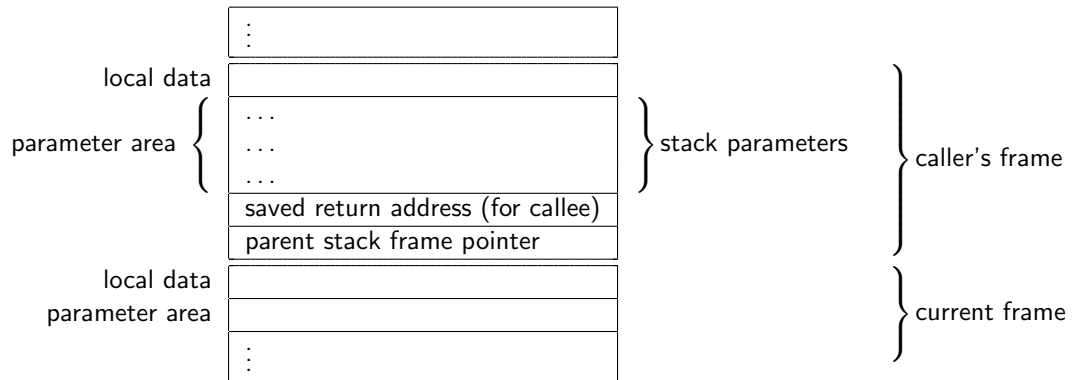 ⋮
local data
parameter area
. . .
. . .
. . .
stack parameters
caller's frame
saved return address (for callee)
parent stack frame pointer
local data
parameter area
current frame
⋮